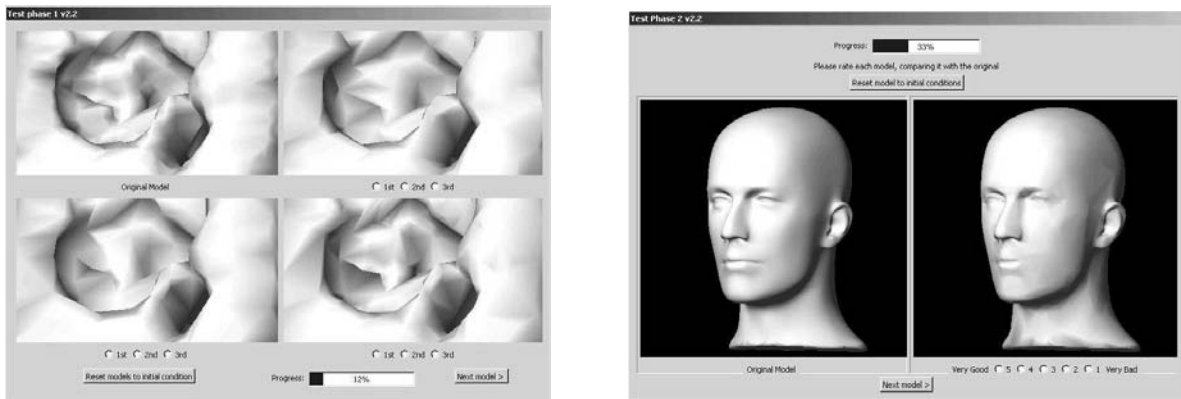 Test phase 1 v2.2
Original Model
1st 2nd 3rd
1st 2nd 3rd
1st 2nd 3rd
Reset models to initial condition
Progress: 12%
Next model >
Test Phase 2 v2.2
Progress: 33%
Please rate each model, comparing it with the original
Reset model to initial conditions
Original Model
Very Good 5 4 3 2 1 Very Bad
Next model >